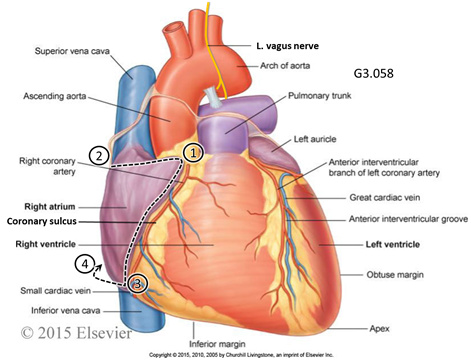 L. vagus nerve
Superior vena cava
Arch of aorta
G3.058
Ascending aorta
Pulmonary trunk
Left auricle
1
2
Right coronary
artery
Anterior interventricular
branch of left coronary artery
Great cardiac vein
Right atrium
Coronary sulcus
Anterior interventricular groove
Right ventricle
Left ventricle
4
Obtuse margin
3
Small cardiac vein
Inferior vena cava
Apex
© 2015 Elsevier
Inferior margin
Copyright © 2015, 2010, 2005 by Churchill Livingstone, an imprint of Elsevier Inc.